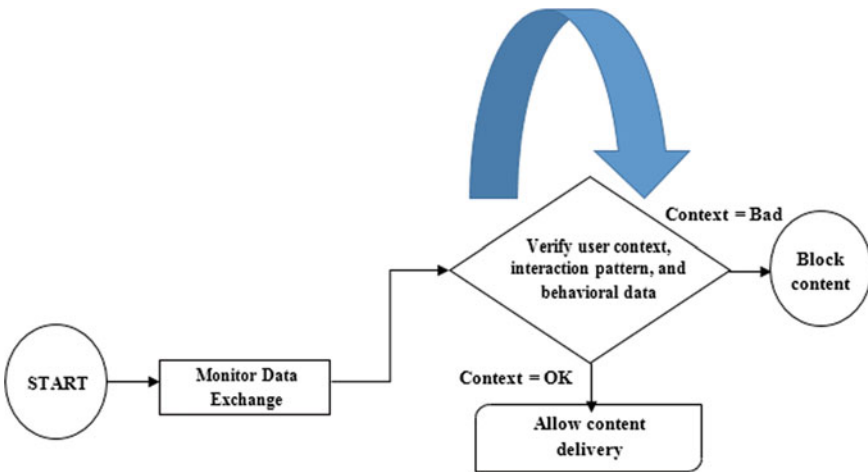 START
Monitor Data
Exchange
Verify user context,
interaction pattern, and
behavioral data
Context = Bad
Block
content
Context = OK
Allow content
delivery